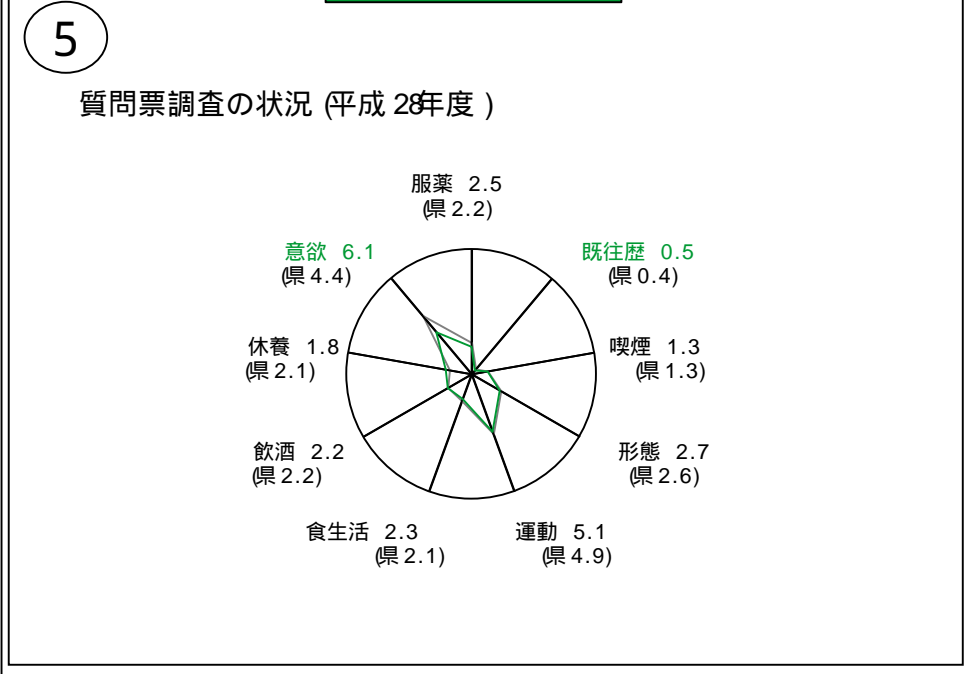 5
質問票調査の状況 (平成 28年度 )
服薬 2.5
(県 2.2)
意欲 6.1
(県 4.4)
既往歴 0.5
(県 0.4)
休養 1.8
(県 2.1)
喫煙 1.3
(県 1.3)
飲酒 2.2
(県 2.2)
形態 2.7
(県 2.6)
食生活 2.3
(県 2.1)
運動 5.1
(県 4.9)